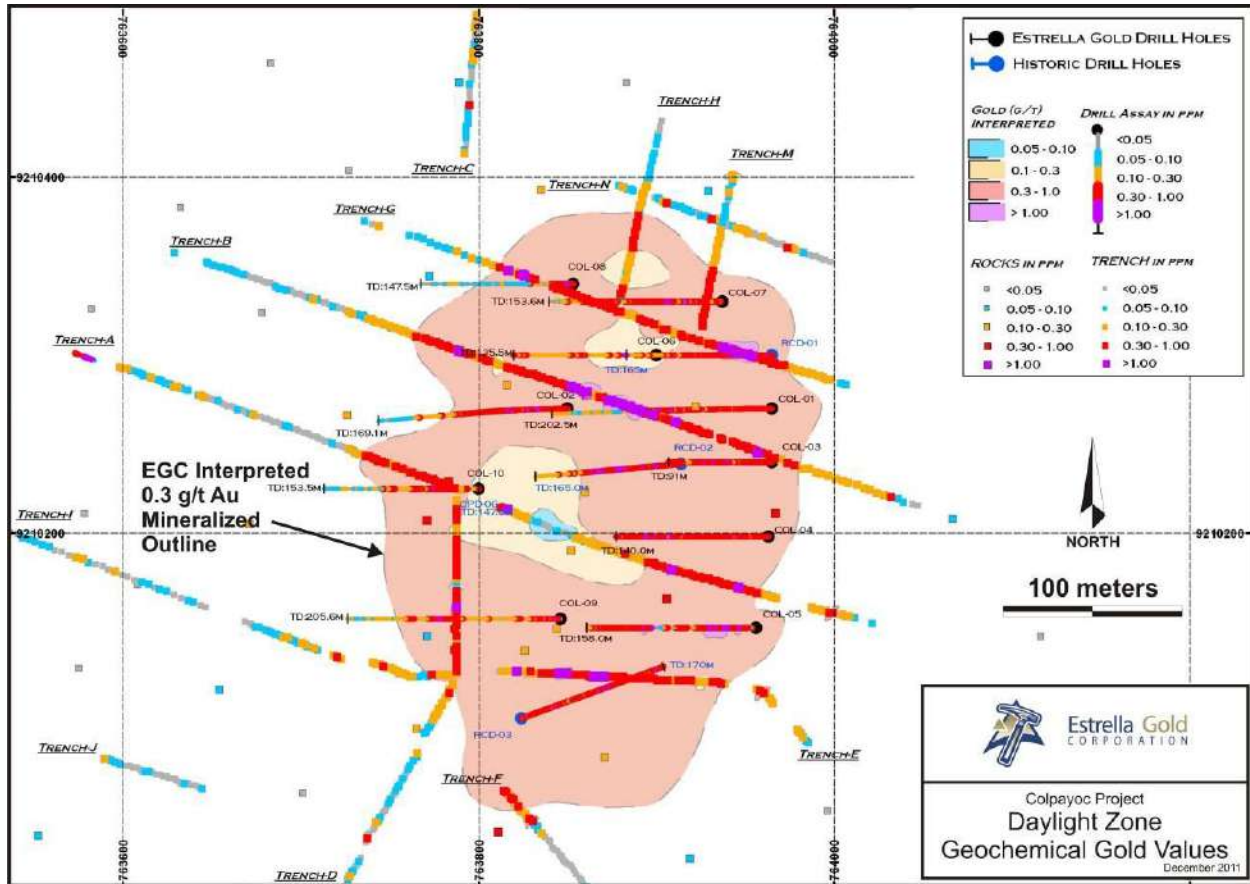 763600
763800
764000
ESTRELLA GOLD DRILL HOLES
HISTORIC DRILL HOLES
GOLD (G/T)
INTERPRETED
0.05 - 0.10
0.1 - 0.3
0.3 - 1.0
> 1.00
DRILL ASSAY IN PPM
<0.05
0.05 - 0.10
0.10 - 0.30
0.30 - 1.00
>1.00
ROCKS IN PPM
<0.05
0.05 - 0.10
0.10 - 0.30
0.30 - 1.00
>1.00
TRENCH IN PPM
<0.05
0.05 - 0.10
0.10 - 0.30
0.30 - 1.00
>1.00
TRENCH-H
TRENCH-M
TRENCH-C
9210400
TRENCH-N
TRENCH-G
TRENCH-B
COL-08
TD:147.5M
TD:153.6M
COL-07
TRENCH-A
COL-06
RCD-01
TD:165M
COL-02
COL-01
TD:202.5M
TD:169.1M
RCD-02
COL-03
EGC Interpreted
0.3 g/t Au
Mineralized
Outline
COL-10
TD:153.5M
TD:165.0M
TD:91M
TRENCH-I
COL-04
9210200
9210200
TD:140.0M
NORTH
100 meters
TD:205.6M
COL-09
COL-05
TD:158.0M
TD:170M
RCD-03
TRENCH-J
TRENCH-E
TRENCH-F
TRENCH-D
Estrella Gold
CORPORATION
Colpayoc Project
Daylight Zone
Geochemical Gold Values
December 2011
763600
763800
764000